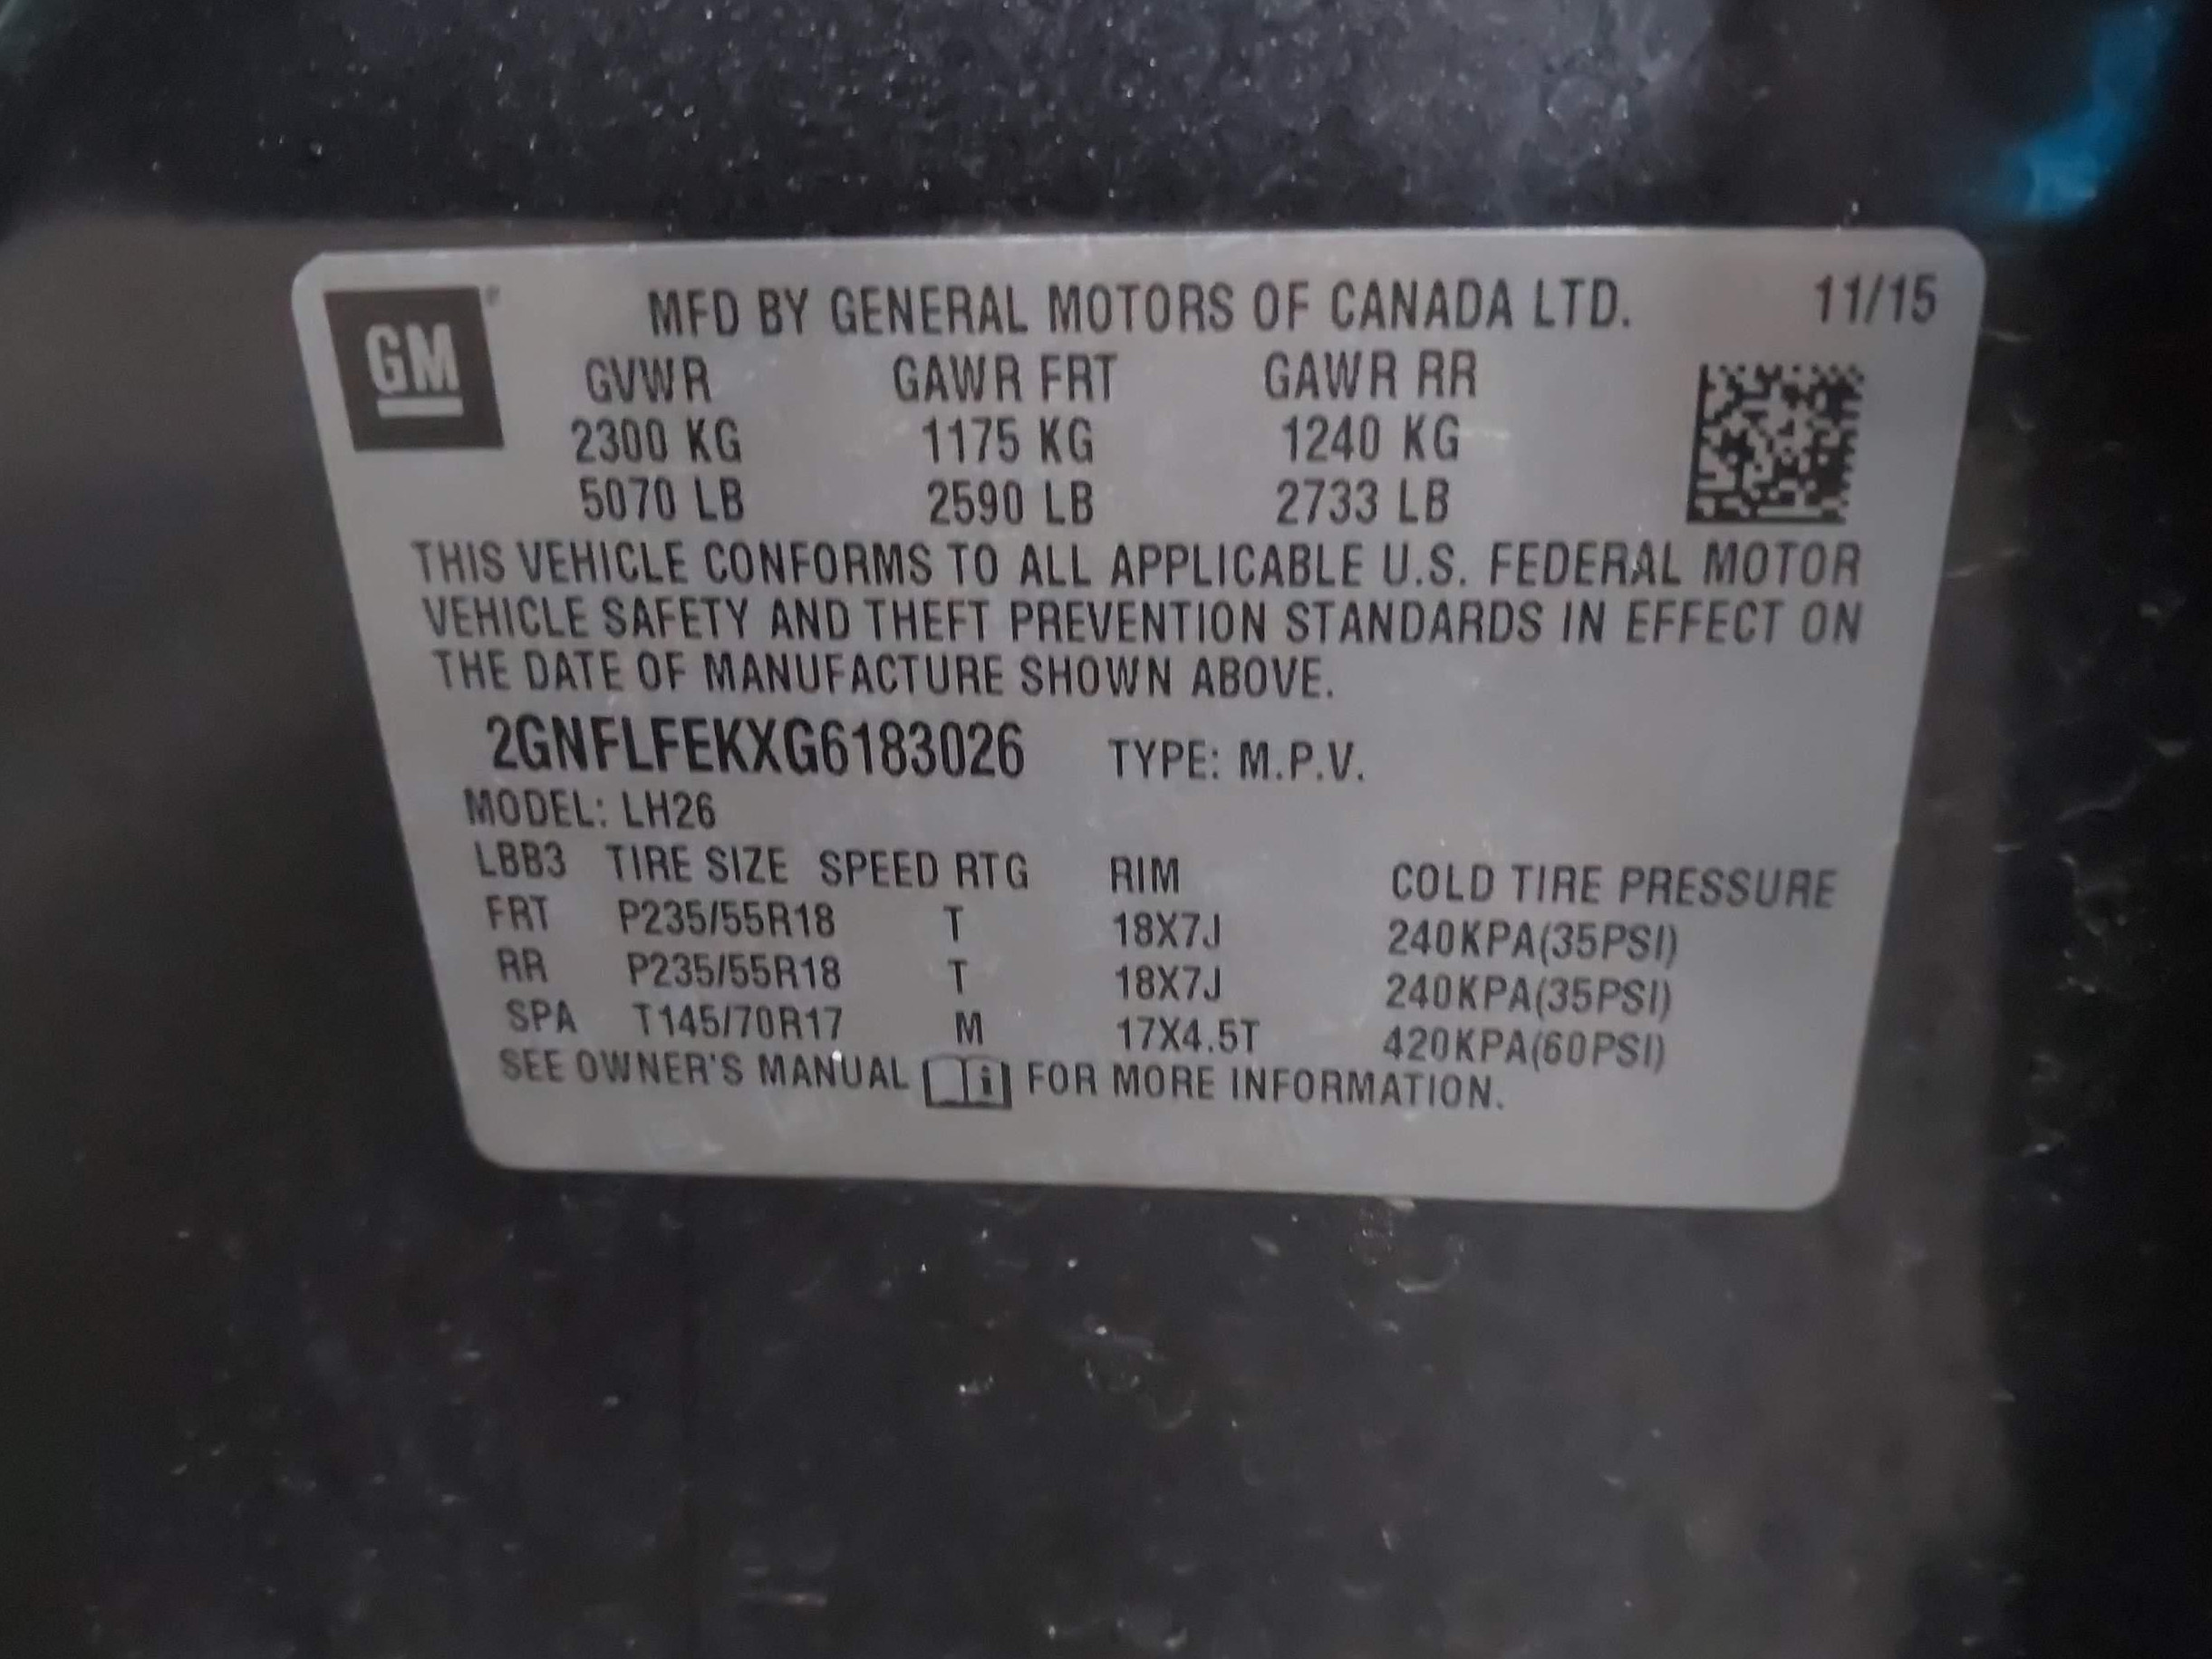 GM® MFD BY GENERAL MOTORS OF CANADA LTD. 11/15
GVWR GAWR FRT GAWR RR
2300 KG 1175 KG 1240 KG
5070 LB 2590 LB 2733 LB
THIS VEHICLE CONFORMS TO ALL APPLICABLE U.S. FEDERAL MOTOR
VEHICLE SAFETY AND THEFT PREVENTION STANDARDS IN EFFECT ON
THE DATE OF MANUFACTURE SHOWN ABOVE.
2GNFLFEKXG6183026 TYPE: M.P.V.
MODEL: LH26
LBB3 TIRE SIZE SPEED RTG RIM COLD TIRE PRESSURE
FRT P235/55R18 T 18X7J 240KPA(35PSI)
RR P235/55R18 T 18X7J 240KPA(35PSI)
SPA T145/70R17 M 17X4.5T 420KPA(60PSI)
SEE OWNER'S MANUAL i FOR MORE INFORMATION.